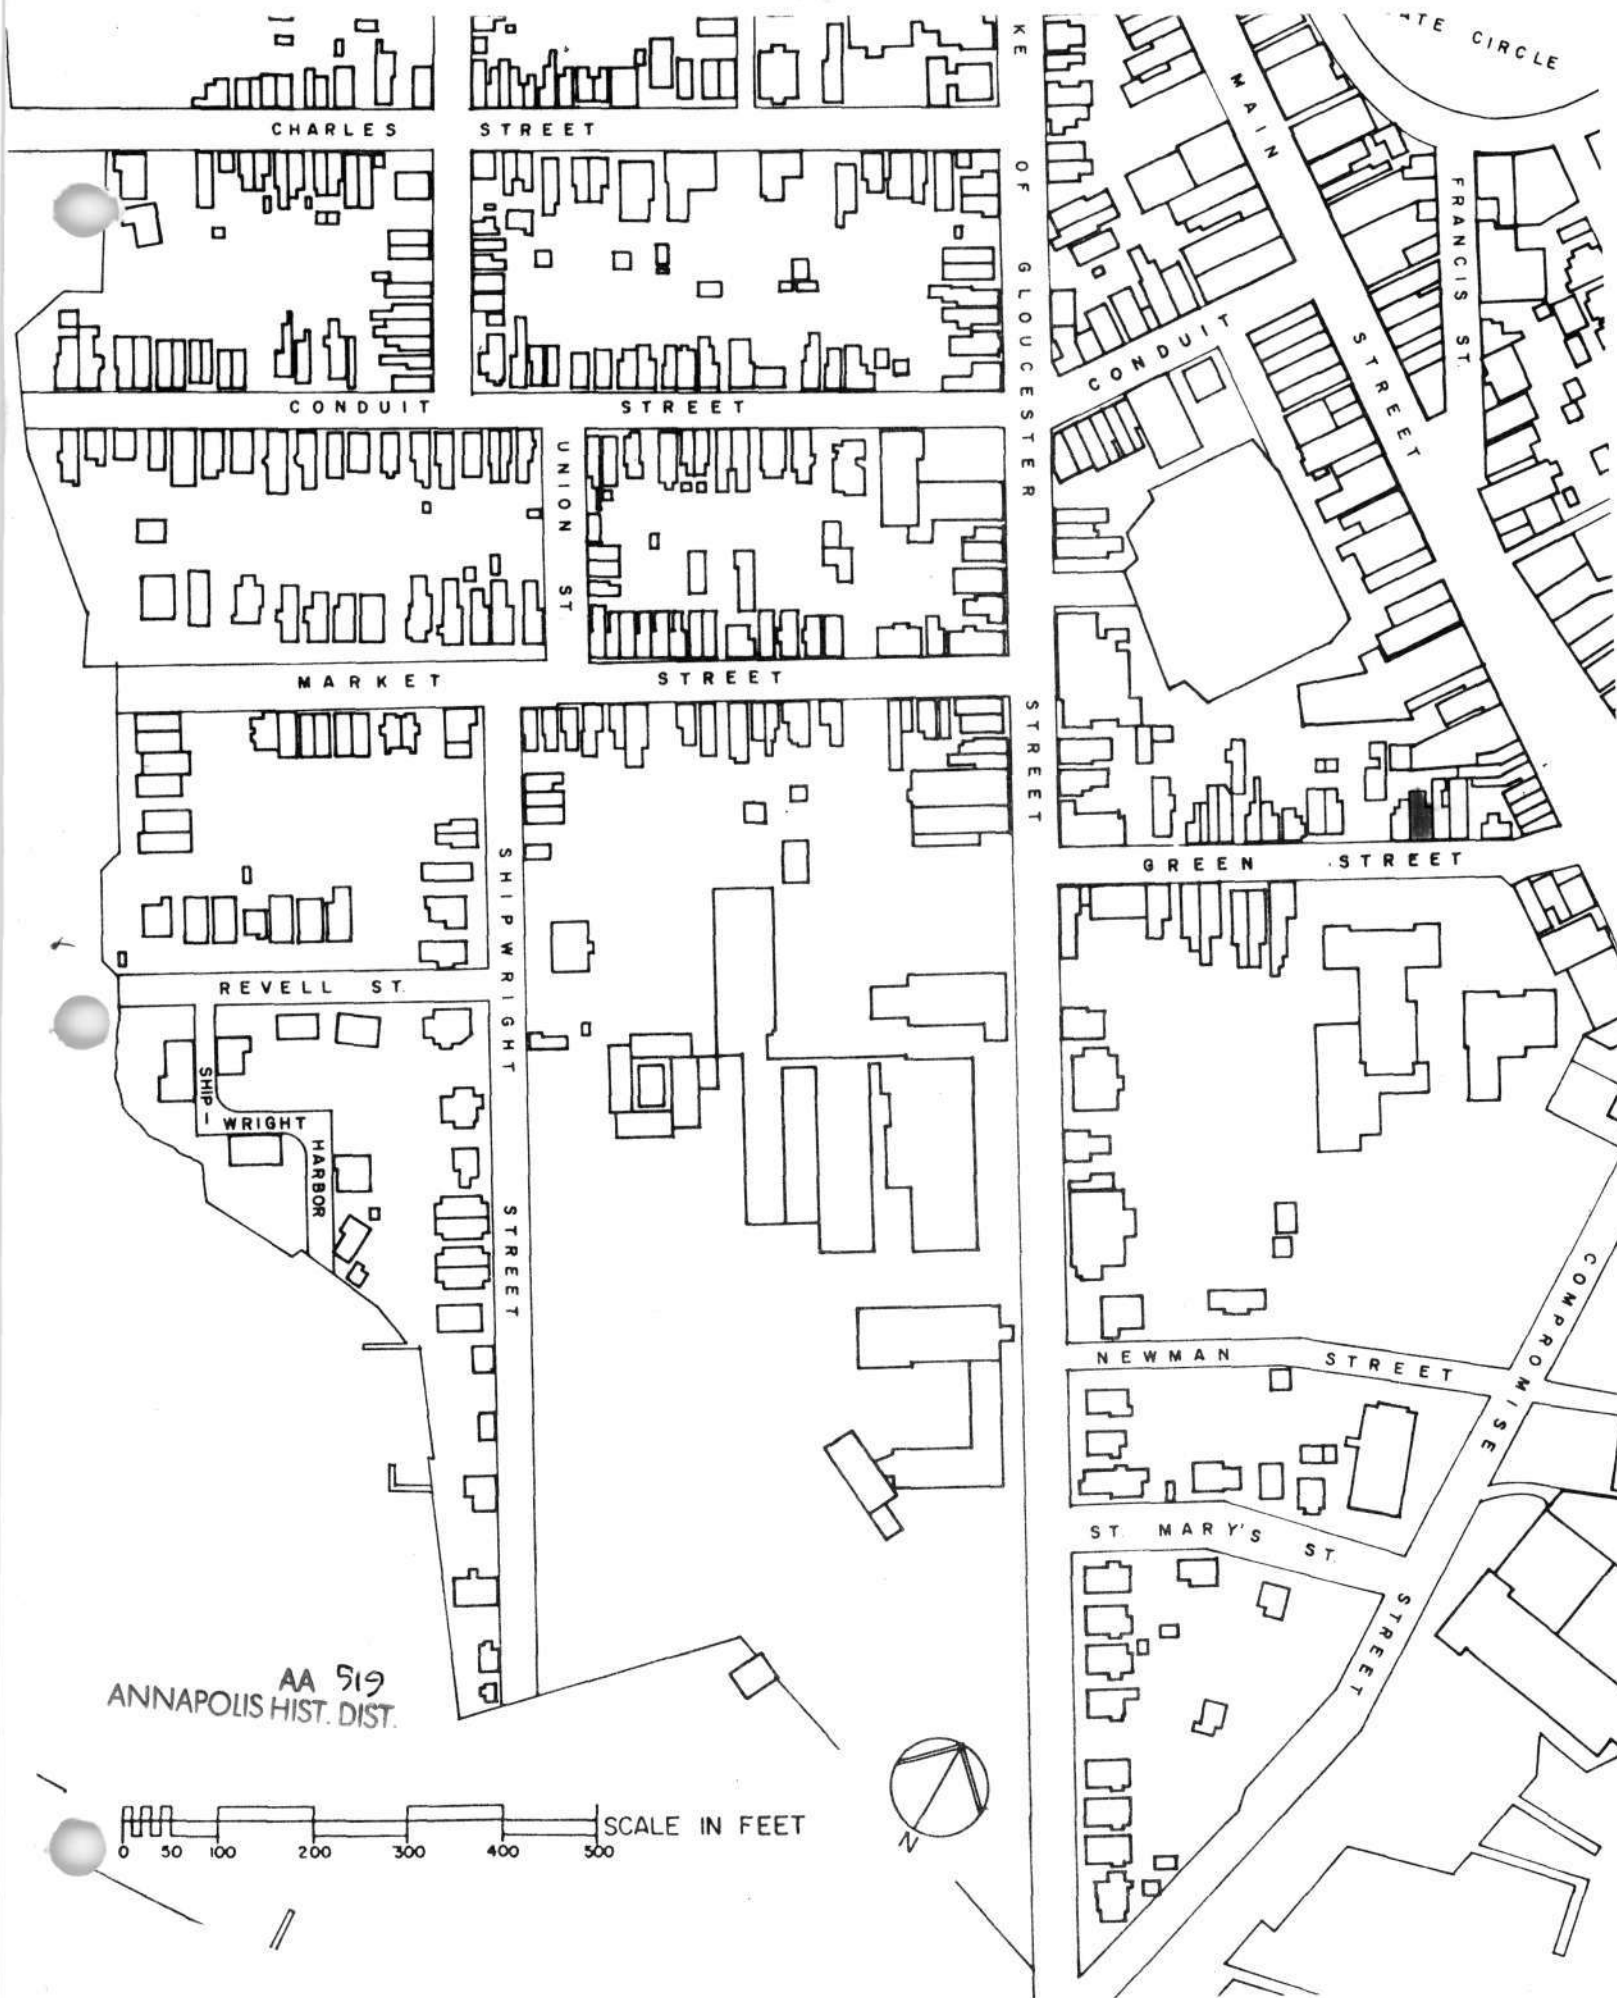 ATE CIRCLE
KE OF GLOUCESTER STREET
MAIN STREET
CHARLES STREET
FRANCIS ST.
CONDUIT
CONDUIT STREET
UNION ST
MARKET STREET
GREEN STREET
SHIPWRIGHT STREET
REVELL ST.
SHIP-
WRIGHT
HARBOR
COMPROMISE STREET
NEWMAN STREET
ST. MARY'S ST.
AA 519
ANNAPOLIS HIST. DIST.
N
SCALE IN FEET
0 50 100 200 300 400 500